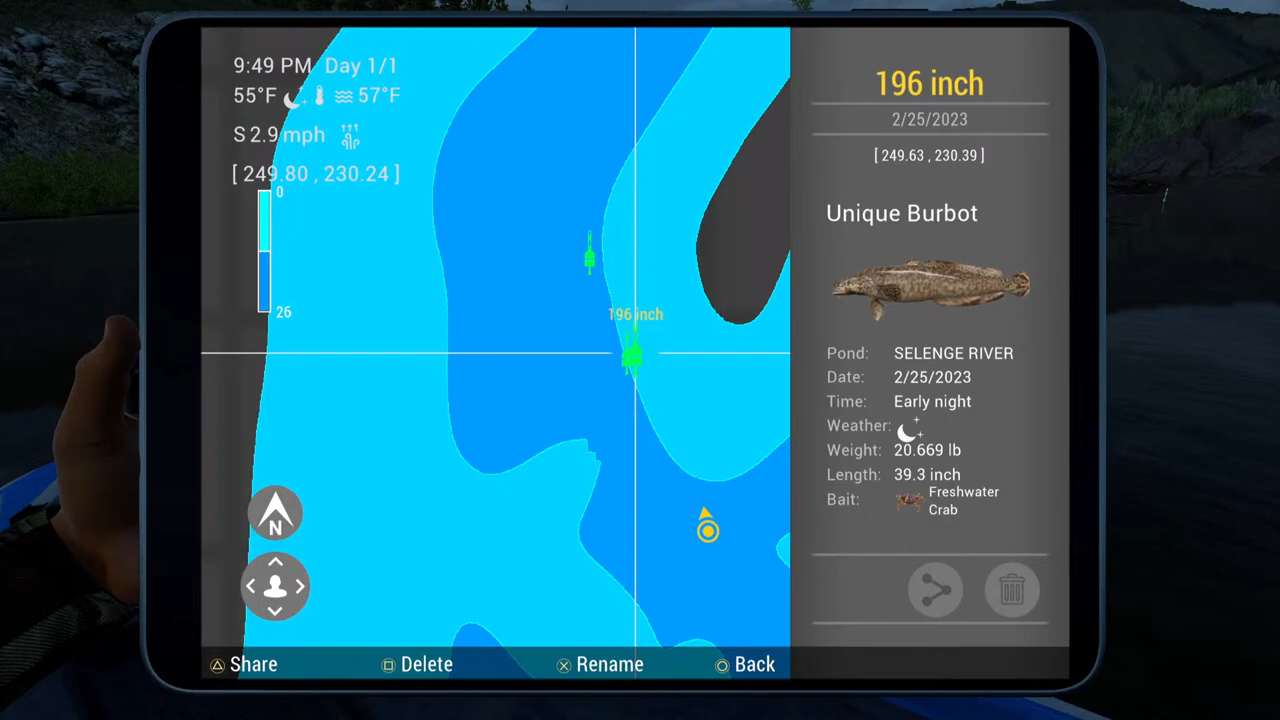 9:49 PM Day 1/1
55°F 57°F
S 2.9 mph
[ 249.80 , 230.24 ]
0
26
196 inch
N
196 inch
2/25/2023
[ 249.63 , 230.39 ]
Unique Burbot
Pond: SELENGE RIVER
Date: 2/25/2023
Time: Early night
Weather:
Weight: 20.669 lb
Length: 39.3 inch
Bait: Freshwater
Crab
Share Delete Rename Back